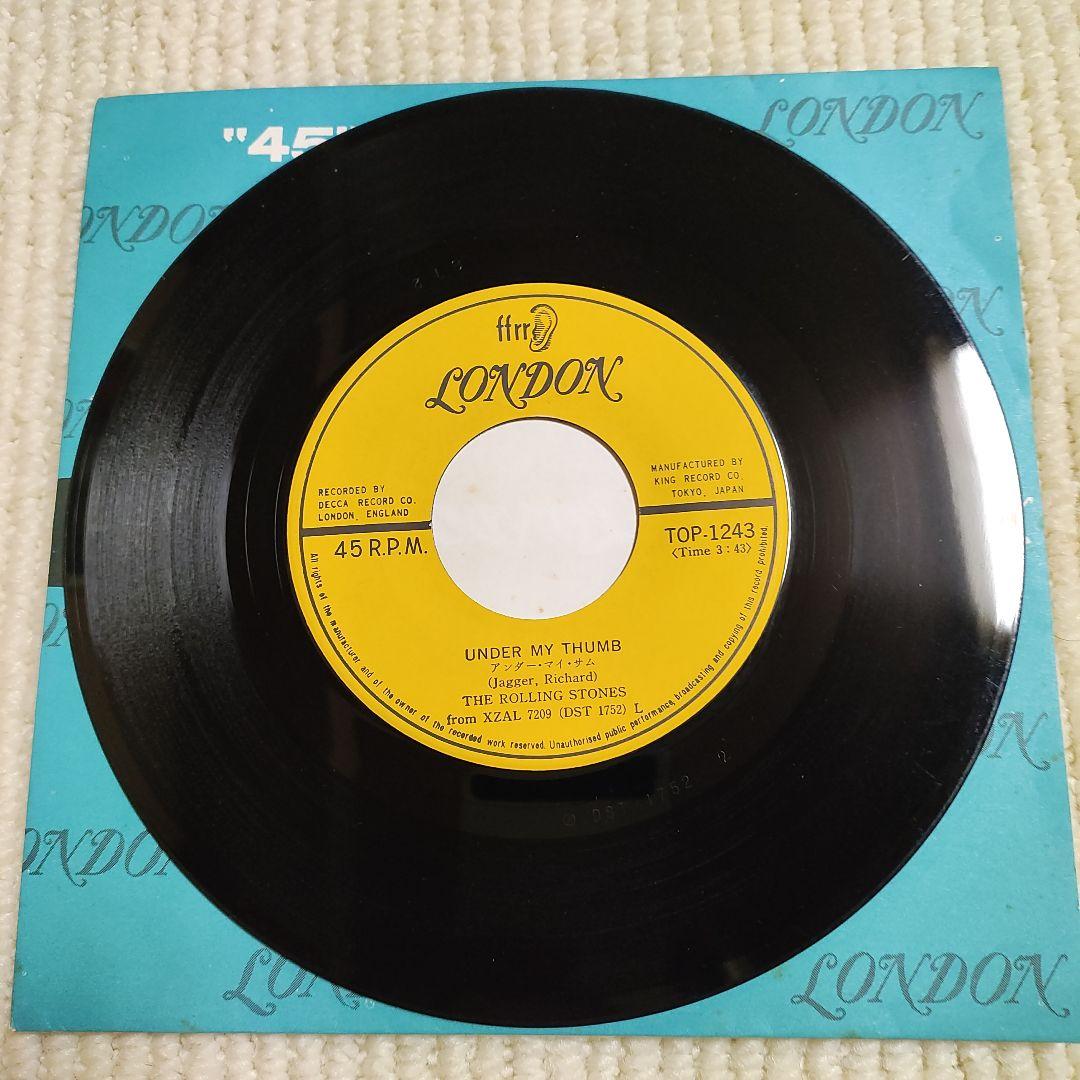 "45"
LONDON
LONDON
ffrr
LONDON
RECORDED BY
DECCA RECORD CO.
LONDON, ENGLAND
MANUFACTURED BY
KING RECORD CO.
TOKYO, JAPAN
45 R.P.M.
TOP-1243
〈Time 3:43〉
UNDER MY THUMB
アンダー・マイ・サム
(Jagger, Richard)
THE ROLLING STONES
from XZAL 7209 (DST 1752) L
All rights of the manufacturer and of the owner of the recorded work reserved. Unauthorised public performance, broadcasting and copying of this record prohibited.
DST 1752 2
LONDON
LONDON
LONDON